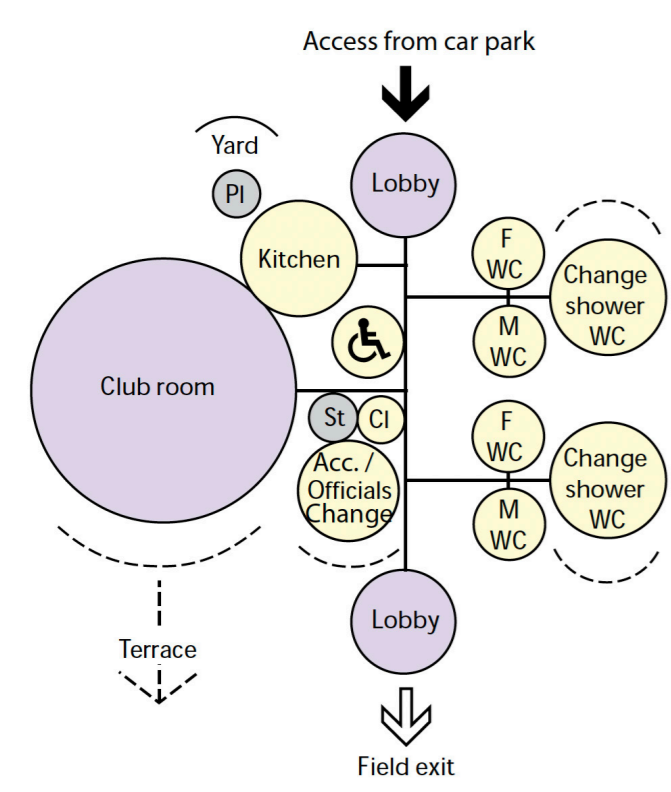 Access from car park
Yard
Lobby
Pl
F
WC
Kitchen
Change
shower
WC
M
WC
Club room
St
Cl
F
WC
Acc. /
Officials
Change
Change
shower
WC
M
WC
Lobby
Terrace
Field exit